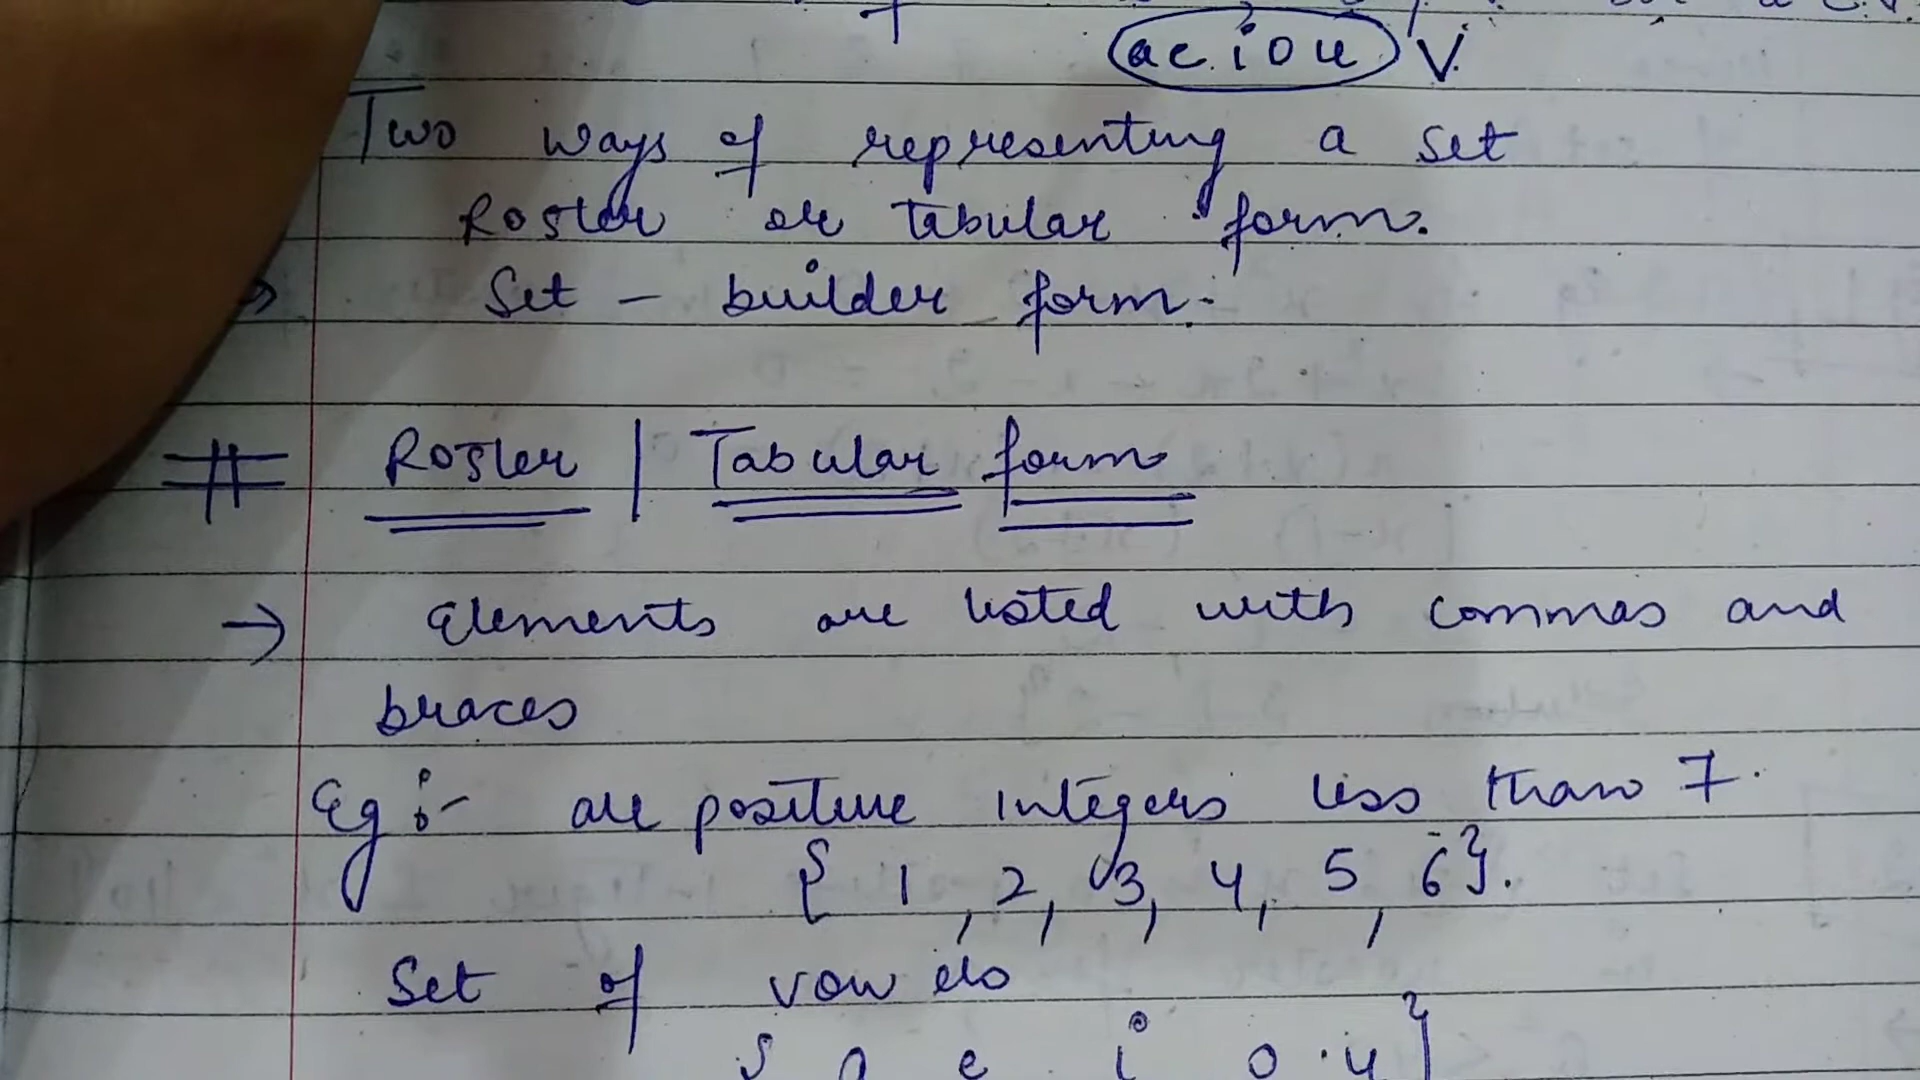 aeiou V.
Two ways of representing a set
Roster or tabular form.
→ Set - builder form.
# Roster | Tabular form
→ Elements are listed with commas and
braces
Eg :- all positive integers less than 7.
{ 1, 2, 3, 4, 5, 6 }.
Set of vowels
{ a e i o u }